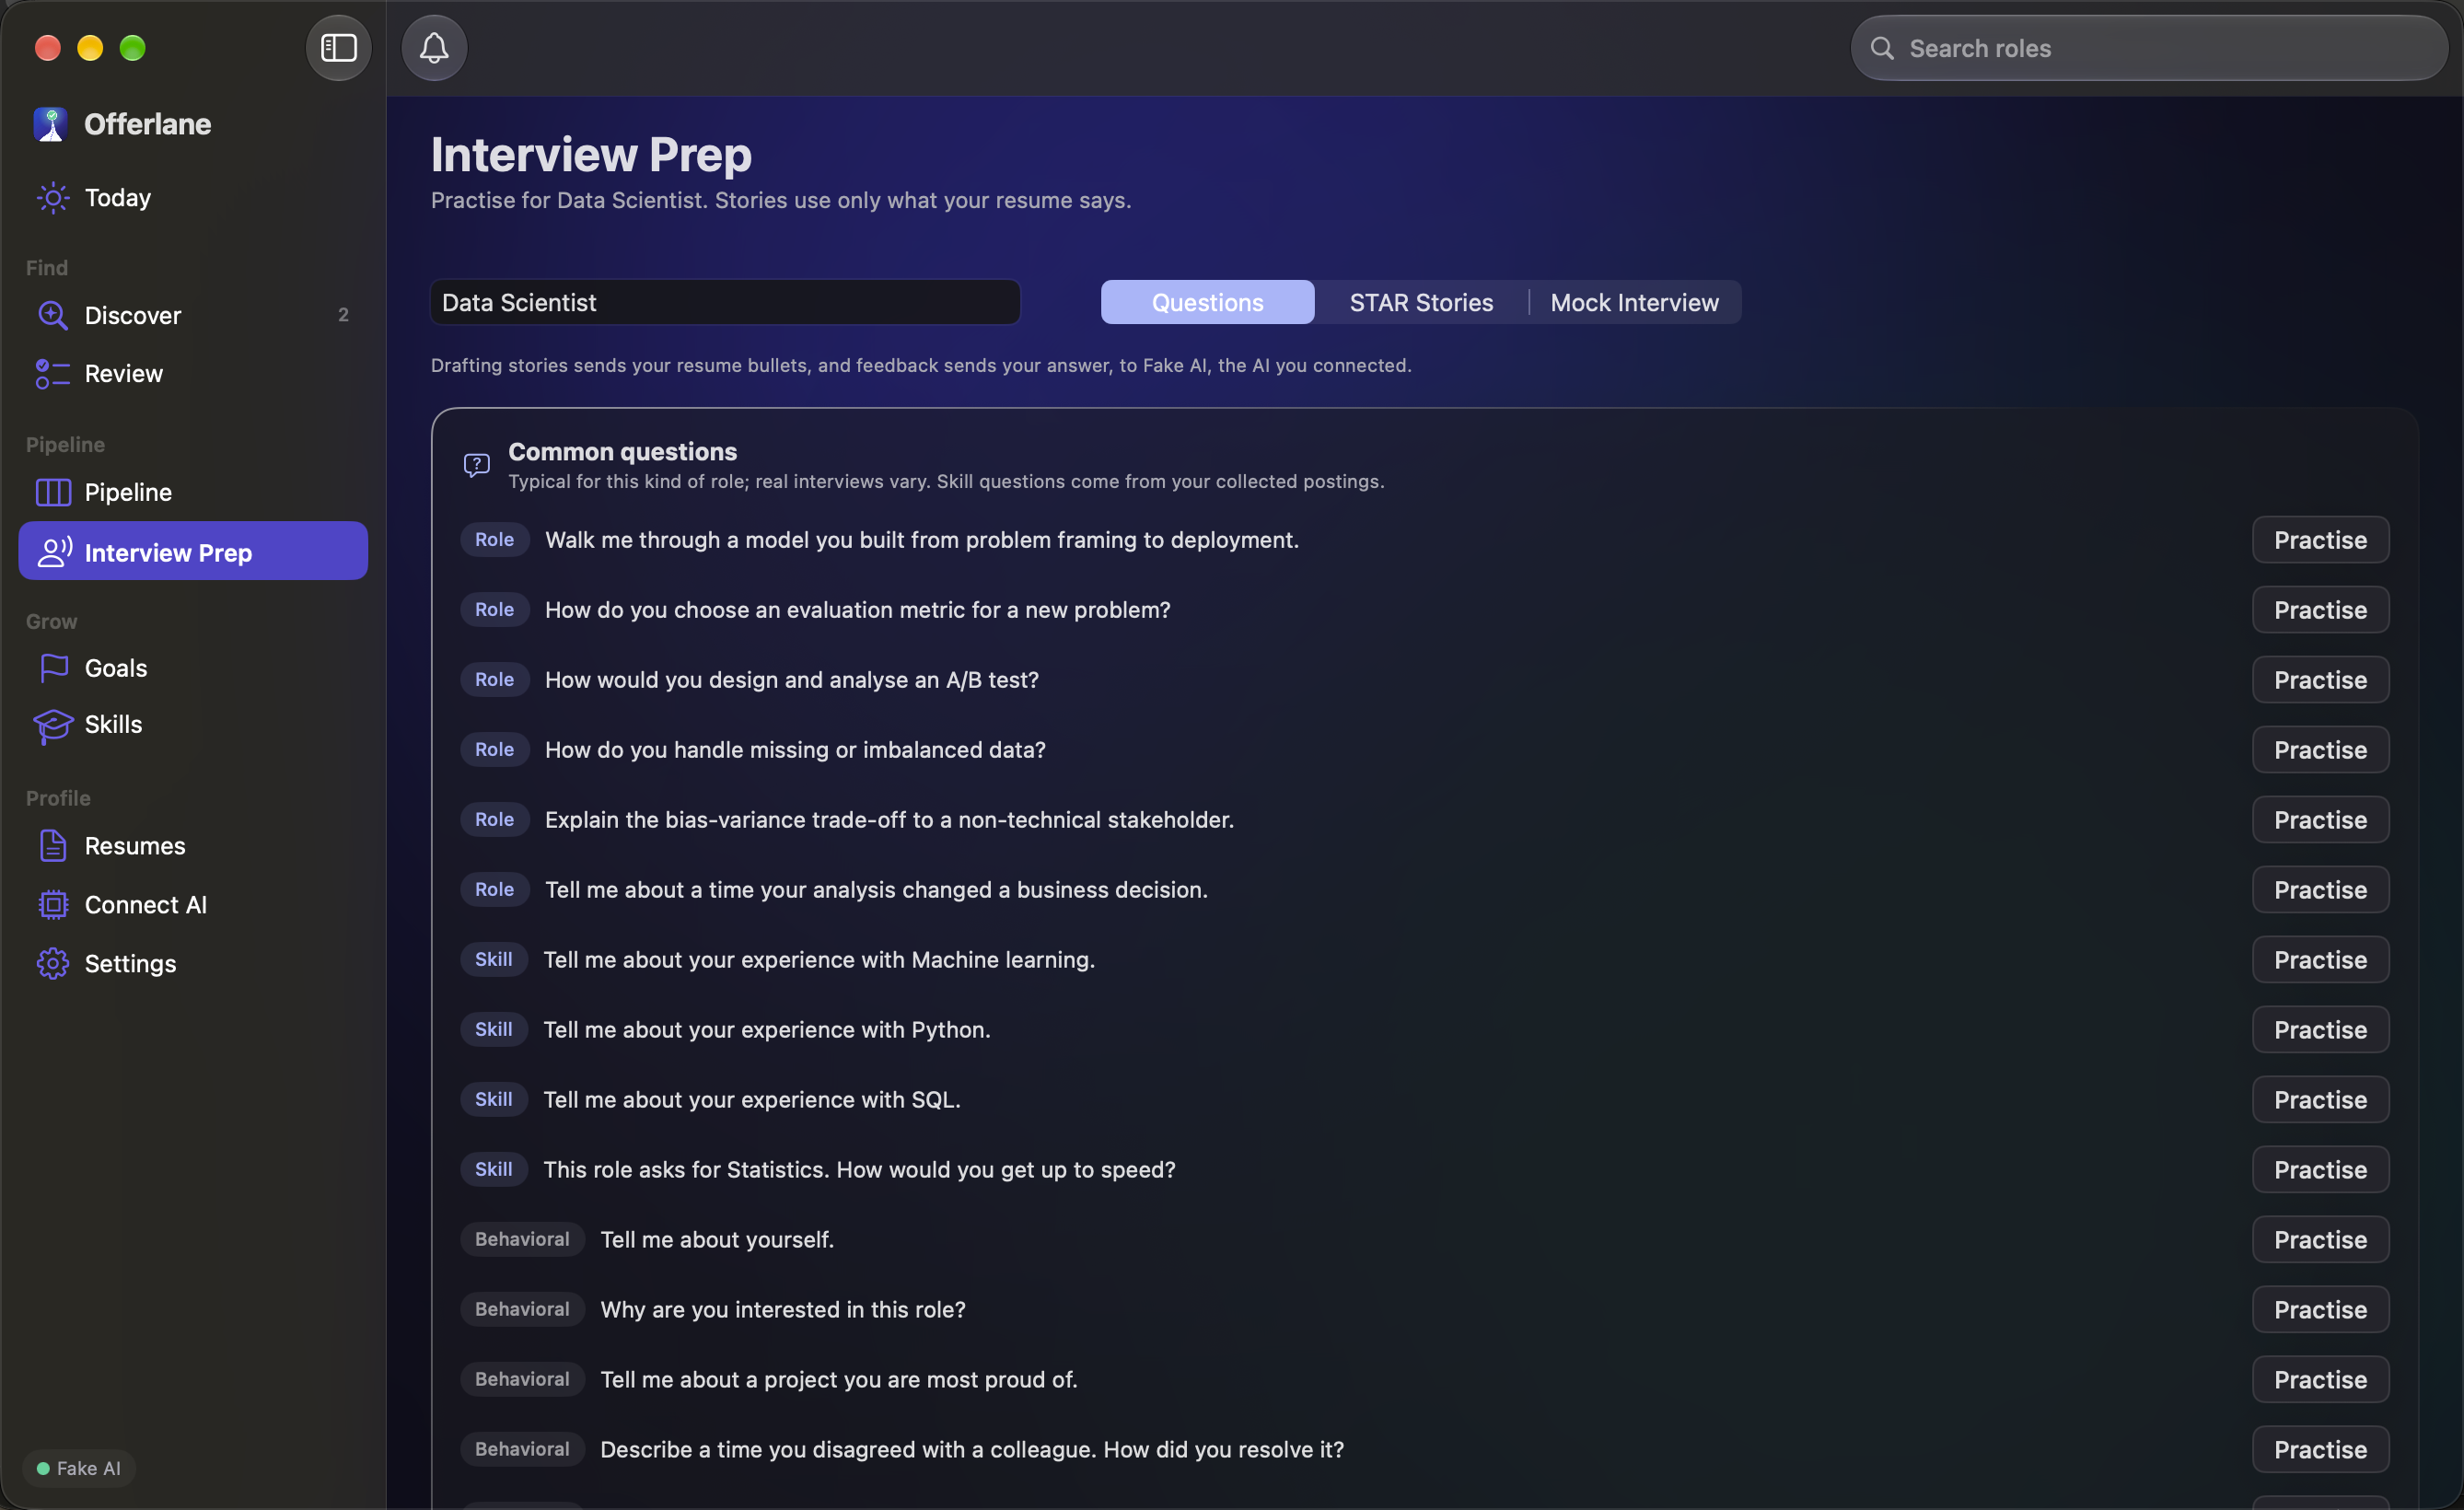 Offerlane
Today
Find
Discover 2
Review
Pipeline
Pipeline
Interview Prep
Grow
Goals
Skills
Profile
Resumes
Connect AI
Settings
Fake AI
Search roles
Interview Prep
Practise for Data Scientist. Stories use only what your resume says.
Data Scientist
Questions STAR Stories Mock Interview
Drafting stories sends your resume bullets, and feedback sends your answer, to Fake AI, the AI you connected.
Common questions
Typical for this kind of role; real interviews vary. Skill questions come from your collected postings.
Role Walk me through a model you built from problem framing to deployment. Practise
Role How do you choose an evaluation metric for a new problem? Practise
Role How would you design and analyse an A/B test? Practise
Role How do you handle missing or imbalanced data? Practise
Role Explain the bias-variance trade-off to a non-technical stakeholder. Practise
Role Tell me about a time your analysis changed a business decision. Practise
Skill Tell me about your experience with Machine learning. Practise
Skill Tell me about your experience with Python. Practise
Skill Tell me about your experience with SQL. Practise
Skill This role asks for Statistics. How would you get up to speed? Practise
Behavioral Tell me about yourself. Practise
Behavioral Why are you interested in this role? Practise
Behavioral Tell me about a project you are most proud of. Practise
Behavioral Describe a time you disagreed with a colleague. How did you resolve it? Practise